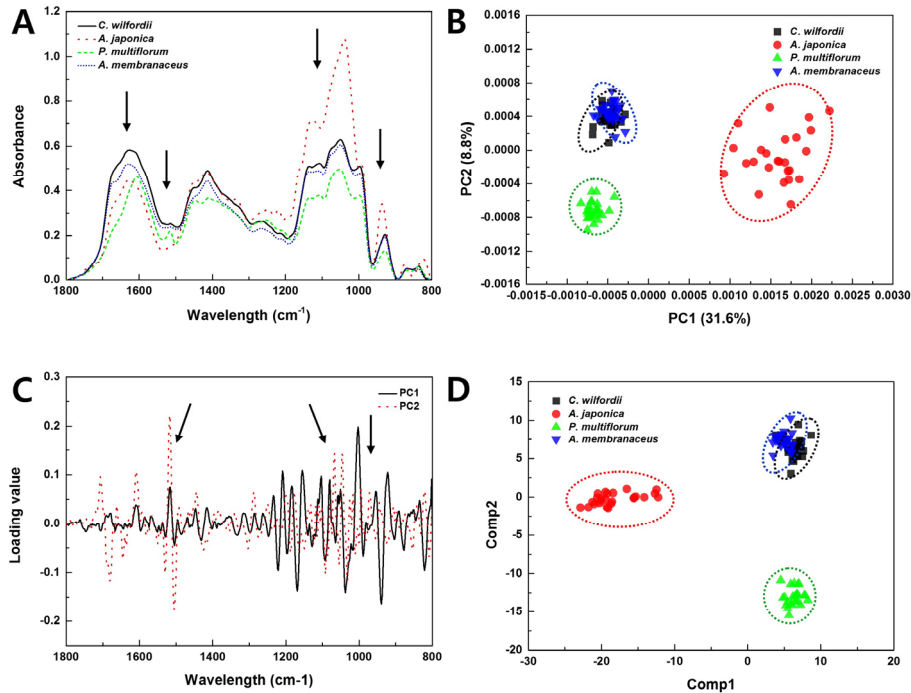 A
C. wilfordii
A. japonica
P. multiflorum
A. membranaceus
1.2
1.0
0.8
0.6
0.4
0.2
0.0
Absorbance
1800 1600 1400 1200 1000 800
Wavelength (cm-1)
B
C. wilfordii
A. japonica
P. multiflorum
A. membranaceus
0.0016
0.0012
0.0008
0.0004
0.0000
-0.0004
-0.0008
-0.0012
-0.0016
PC2 (8.8%)
-0.0015 -0.0010 -0.0005 0.0000 0.0005 0.0010 0.0015 0.0020 0.0025 0.0030
PC1 (31.6%)
C
PC1
PC2
0.3
0.2
0.1
0.0
-0.1
-0.2
Loading value
1800 1600 1400 1200 1000 800
Wavelength (cm-1)
D
C. wilfordii
A. japonica
P. multiflorum
A. membranaceus
15
10
5
0
-5
-10
-15
-20
Comp2
-30 -20 -10 0 10 20
Comp1